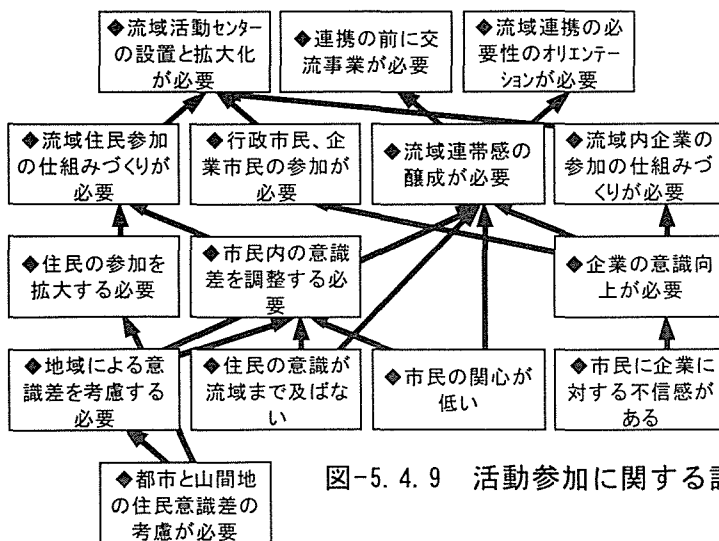 ◆流域活動センター
の設置と拡大化
が必要
◆連携の前に交
流事業が必要
◆流域連携の必
要性のオリエンテー
ションが必要
◆流域住民参加
の仕組みづくりが
必要
◆行政市民、企
業市民の参加が
必要
◆流域連帯感の
醸成が必要
◆流域内企業の
参加の仕組みづ
くりが必要
◆住民の参加を
拡大する必要
◆市民内の意識
差を調整する必
要
◆企業の意識向
上が必要
◆地域による意
識差を考慮する
必要
◆住民の意識が
流域まで及ばな
い
◆市民の関心が
低い
◆市民に企業に
対する不信感が
ある
◆都市と山間地
の住民意識差の
考慮が必要
図-5.4.9 活動参加に関する